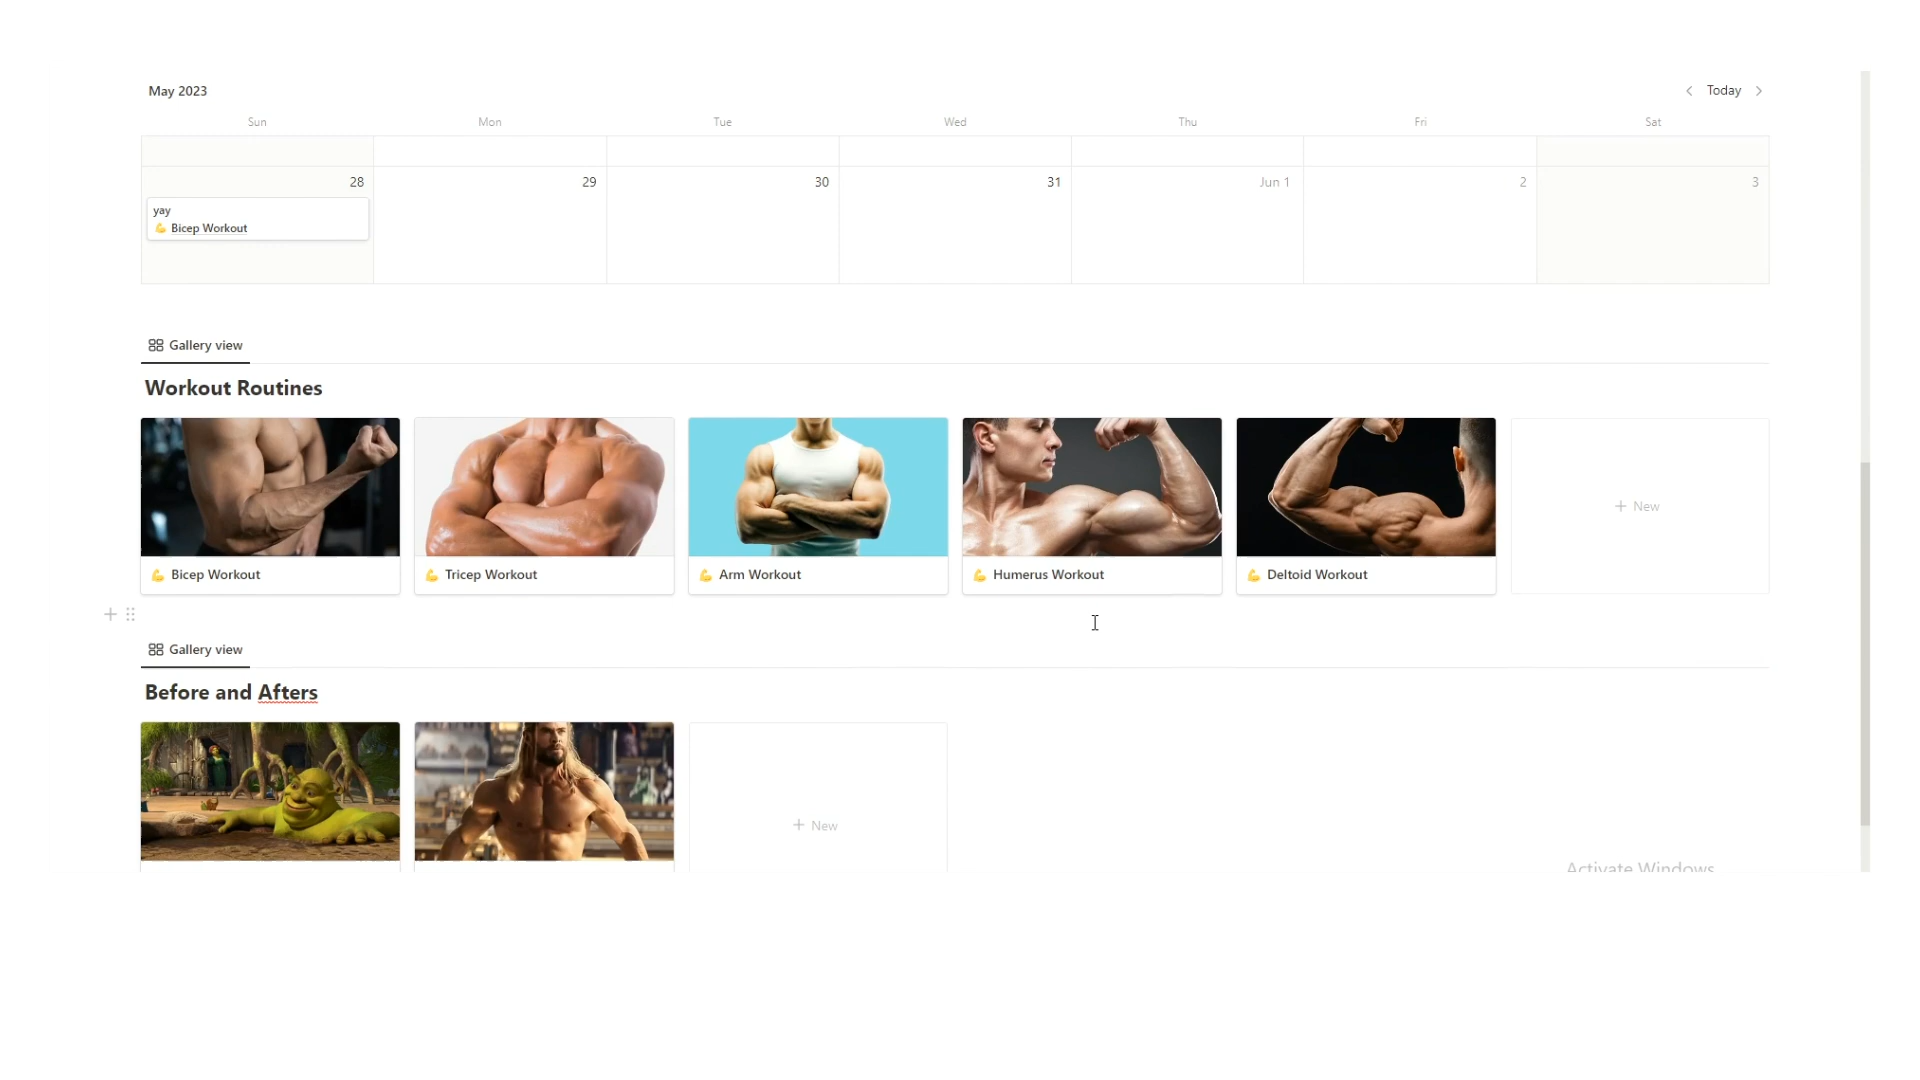 May 2023
Today
Sun Mon Tue Wed Thu Fri Sat
28 29 30 31 Jun 1 2 3
yay
Bicep Workout
Gallery view
Workout Routines
New
Bicep Workout Tricep Workout Arm Workout Humerus Workout Deltoid Workout
Gallery view
Before and Afters
New
Activate Windows